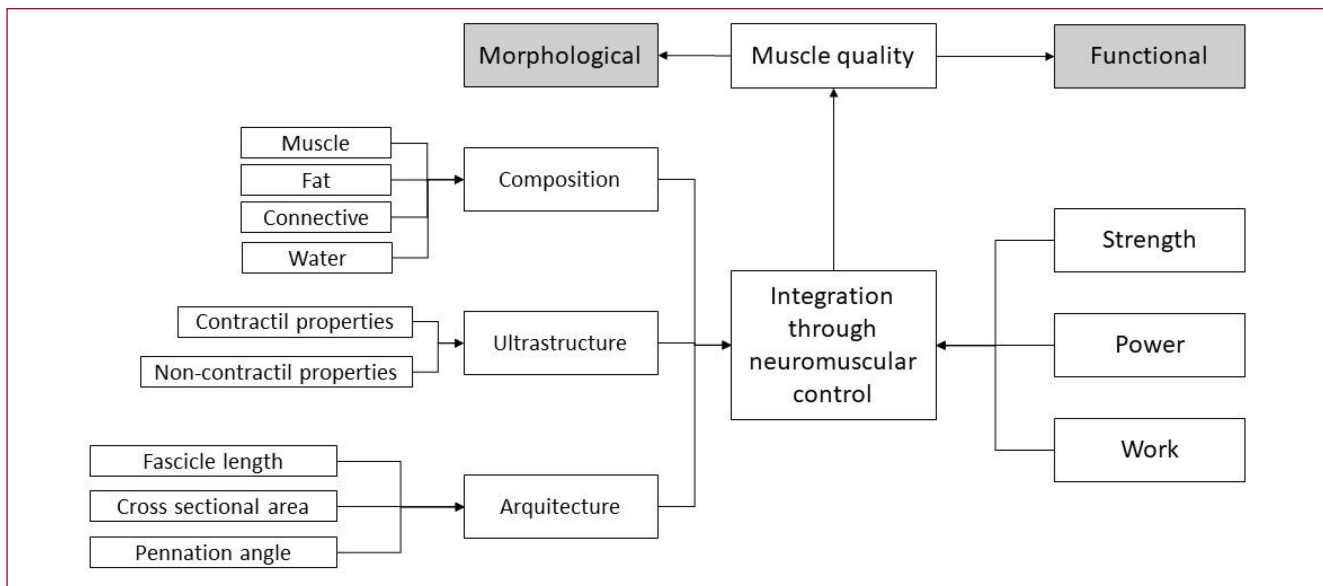 Morphological
Muscle quality
Functional
Muscle
Fat
Connective
Water
Composition
Contractil properties
Non-contractil properties
Ultrastructure
Fascicle length
Cross sectional area
Pennation angle
Arquitecture
Integration
through
neuromuscular
control
Strength
Power
Work